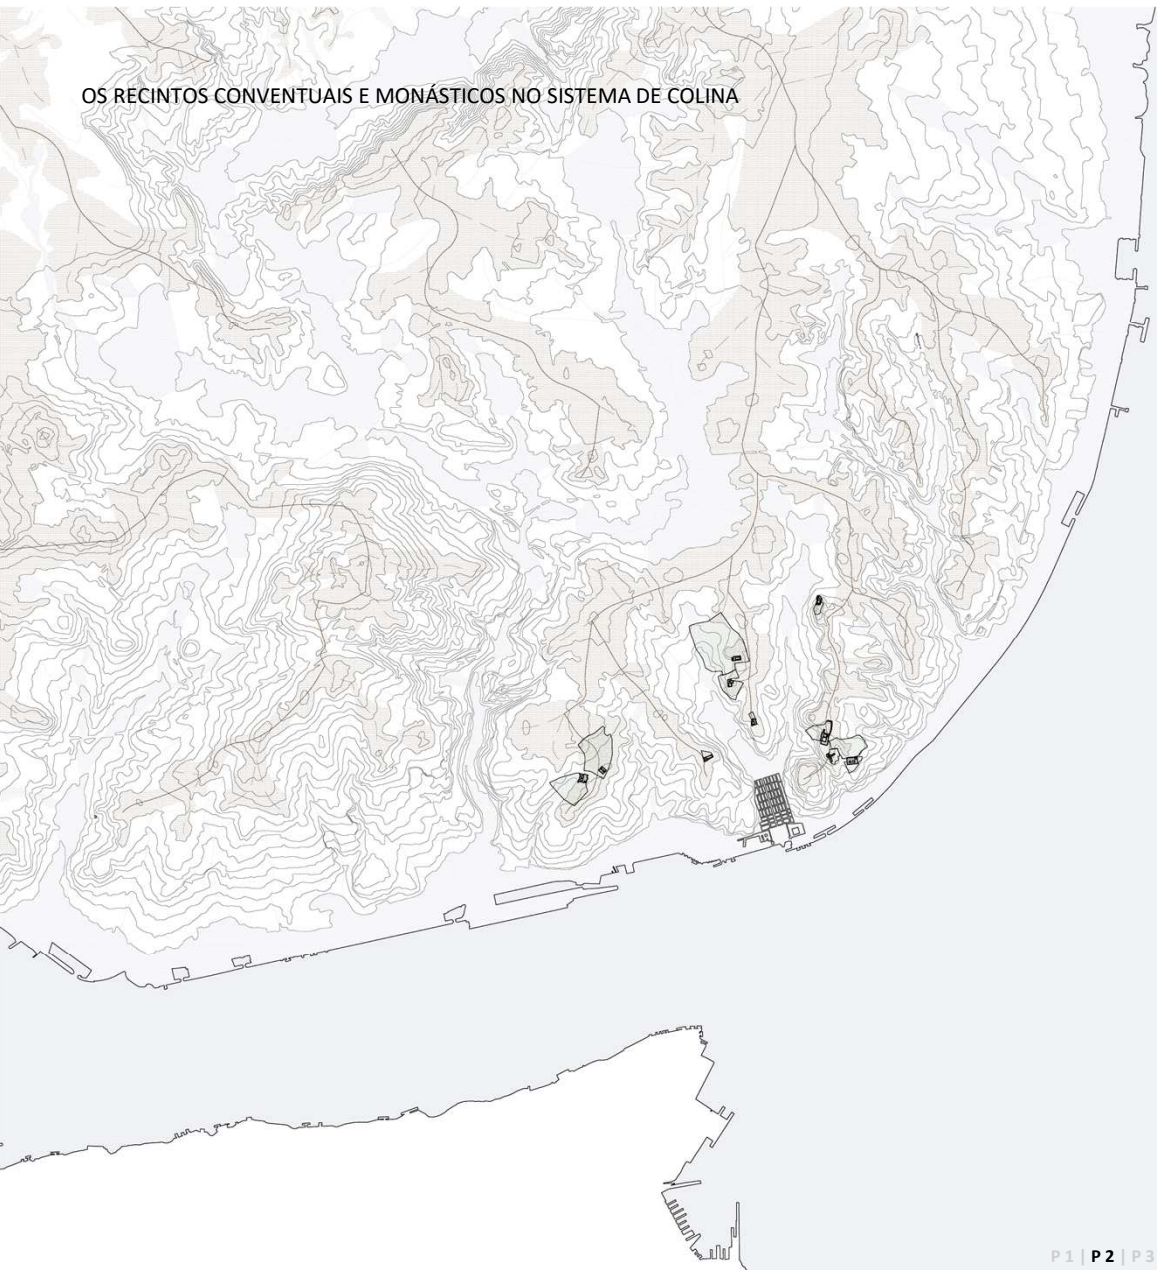 OS RECINTOS CONVENTUAIS E MONÁSTICOS NO SISTEMA DE COLINA
P 1 | P 2 | P 3